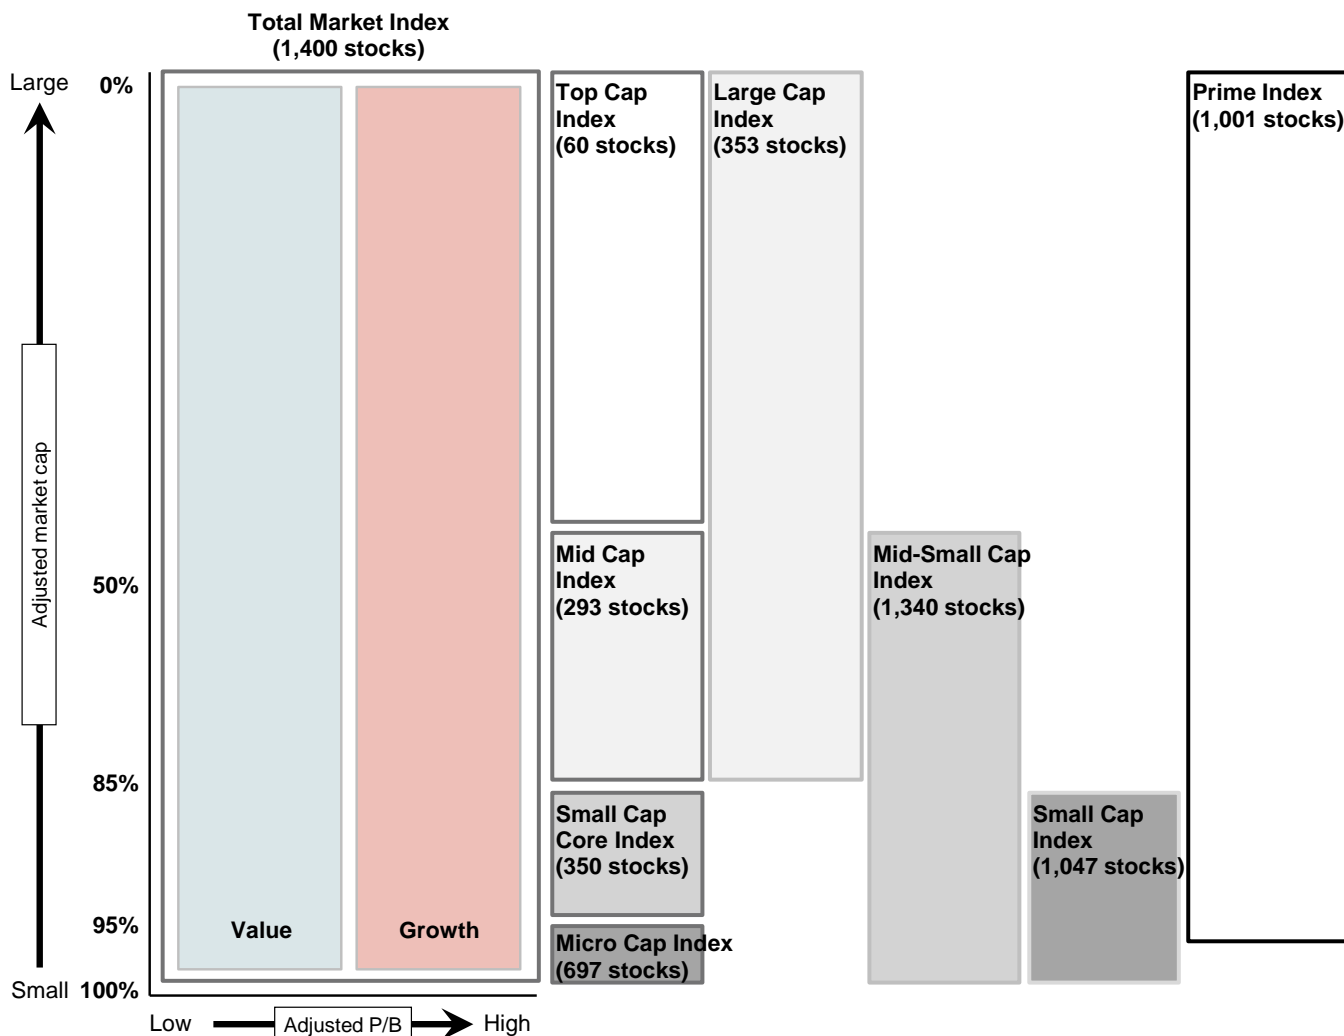 Total Market Index
(1,400 stocks)
Large
0%
Top Cap
Index
(60 stocks)
Large Cap
Index
(353 stocks)
Prime Index
(1,001 stocks)
Adjusted market cap
50%
Mid Cap
Index
(293 stocks)
Mid-Small Cap
Index
(1,340 stocks)
85%
Small Cap
Core Index
(350 stocks)
Small Cap
Index
(1,047 stocks)
95%
Value
Growth
Micro Cap Index
(697 stocks)
Small
100%
Low
Adjusted P/B
High